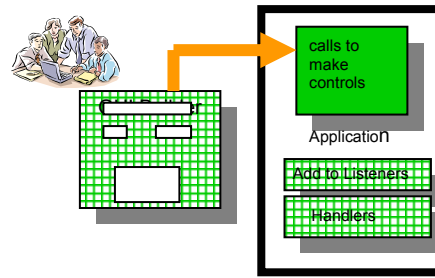 calls to
make
controls
Application
Add to Listeners
Handlers